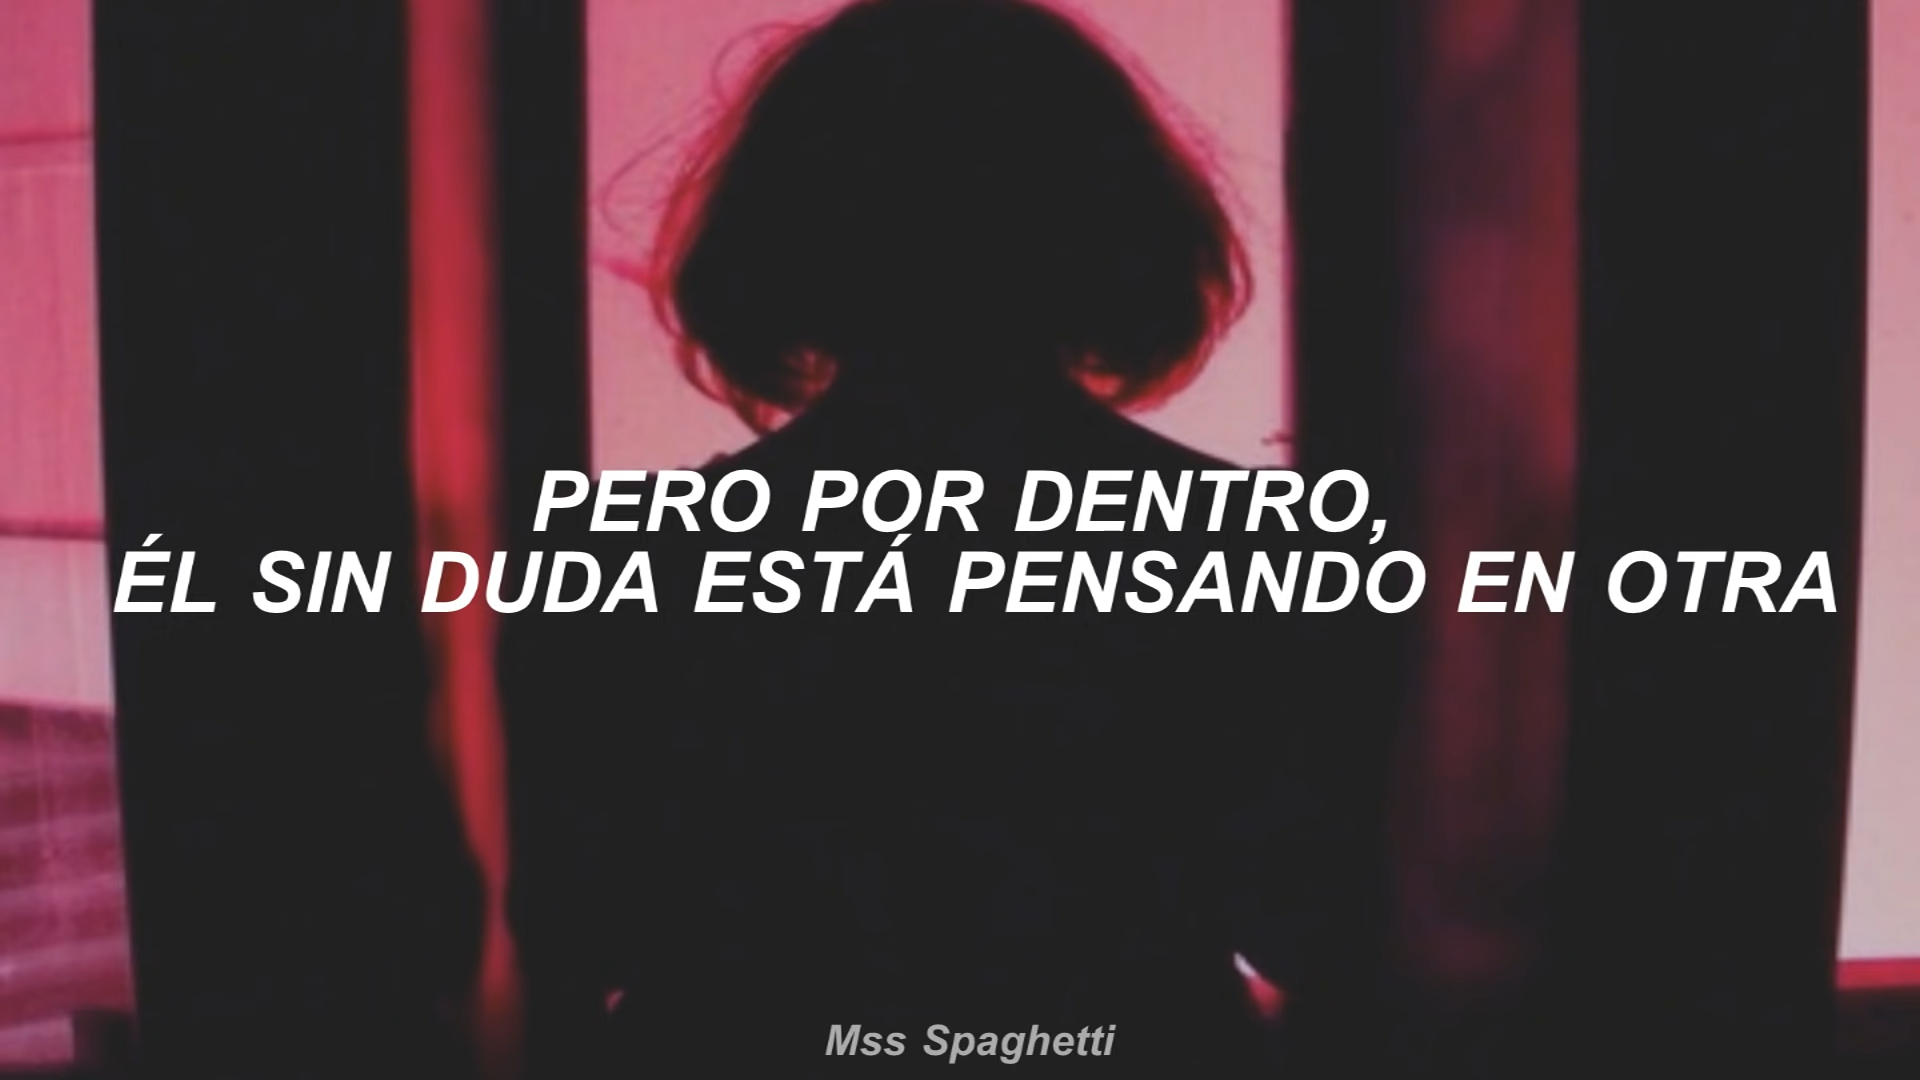 PERO POR DENTRO,
ÉL SIN DUDA ESTÁ PENSANDO EN OTRA
Mss Spaghetti